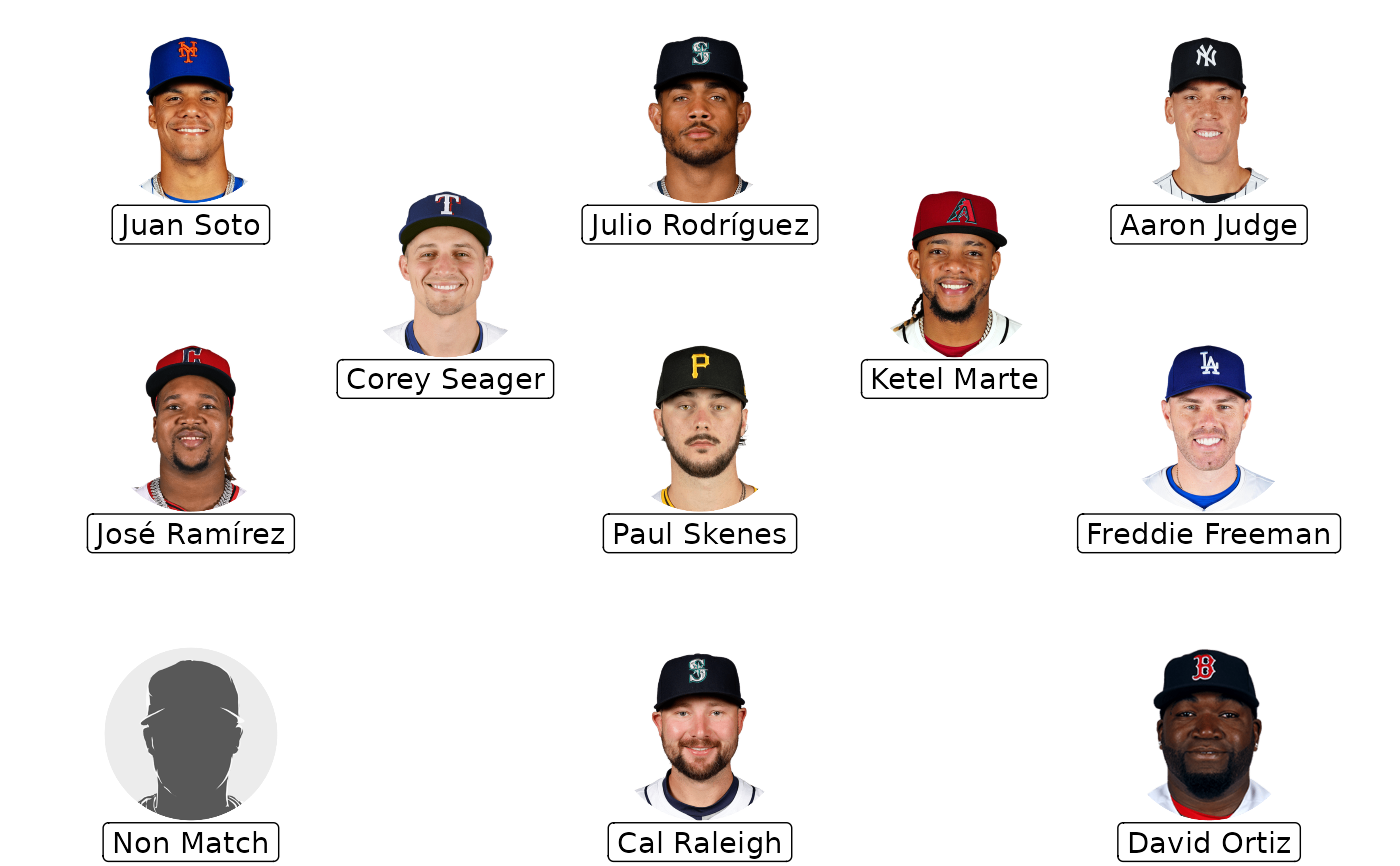 Juan Soto
Julio Rodríguez
Aaron Judge
Corey Seager
Ketel Marte
José Ramírez
Paul Skenes
Freddie Freeman
Non Match
Cal Raleigh
David Ortiz